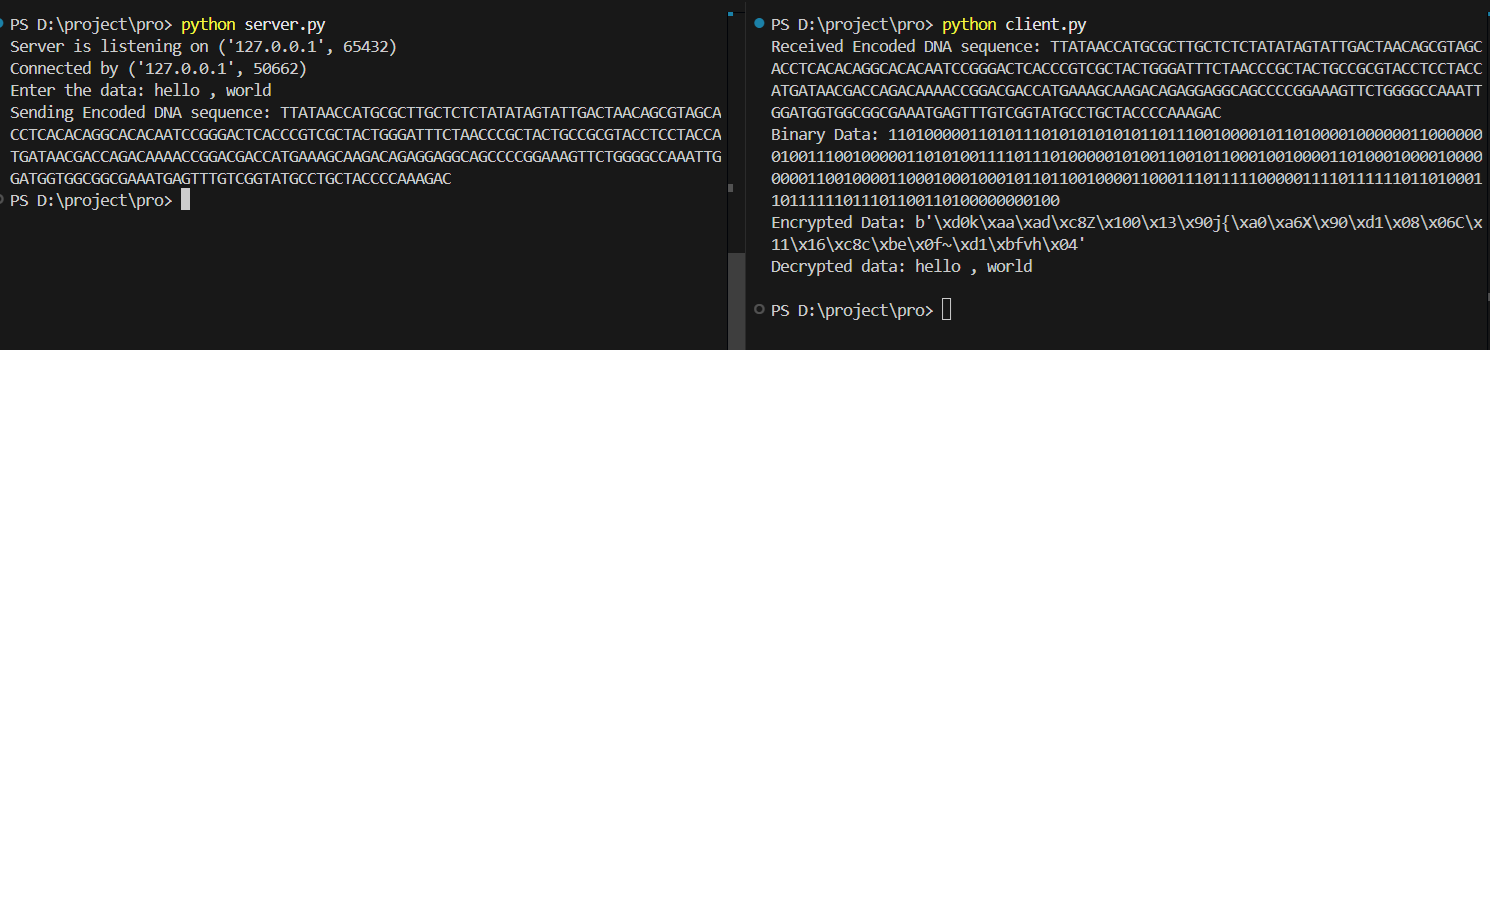 PS D:\project\pro> python server.py
Server is listening on ('127.0.0.1', 65432)
Connected by ('127.0.0.1', 50662)
Enter the data: hello , world
Sending Encoded DNA sequence: TTATAACCATGCGCTTGCTCTCTATATAGTATTGACTAACAGCGTAGCA
CCTCACACAGGCACACAATCCGGGACTCACCCGTCGCTACTGGGATTTCTAACCCGCTACTGCCGCGTACCTCCTACCA
TGATAACGACCAGACAAAACCGGACGACCATGAAAGCAAGACAGAGGAGGCAGCCCCGGAAAGTTCTGGGGCCAAATTG
GATGGTGGCGGCGAAATGAGTTTGTCGGTATGCCTGCTACCCCAAAGAC
PS D:\project\pro>
PS D:\project\pro> python client.py
Received Encoded DNA sequence: TTATAACCATGCGCTTGCTCTCTATATAGTATTGACTAACAGCGTAGC
ACCTCACACAGGCACACAATCCGGGACTCACCCGTCGCTACTGGGATTTCTAACCCGCTACTGCCGCGTACCTCCTACC
ATGATAACGACCAGACAAAACCGGACGACCATGAAAGCAAGACAGAGGAGGCAGCCCCGGAAAGTTCTGGGGCCAAATT
GGATGGTGGCGGCGAAATGAGTTTGTCGGTATGCCTGCTACCCCAAAGAC
Binary Data: 110100000110101110101010101011011100100001011010000100000011000000
0100111001000001101010011110111010000010100110010110001001000011010001000010000
0000110010000110001000100010110110010000110001110111110000011110111111011010001
10111111011101100110100000000100
Encrypted Data: b'\xd0k\xaa\xad\xc8Z\x100\x13\x90j{\xa0\xa6X\x90\xd1\x08\x06C\x
11\x16\xc8c\xbe\x0f~\xd1\xbfvh\x04'
Decrypted data: hello , world
PS D:\project\pro>